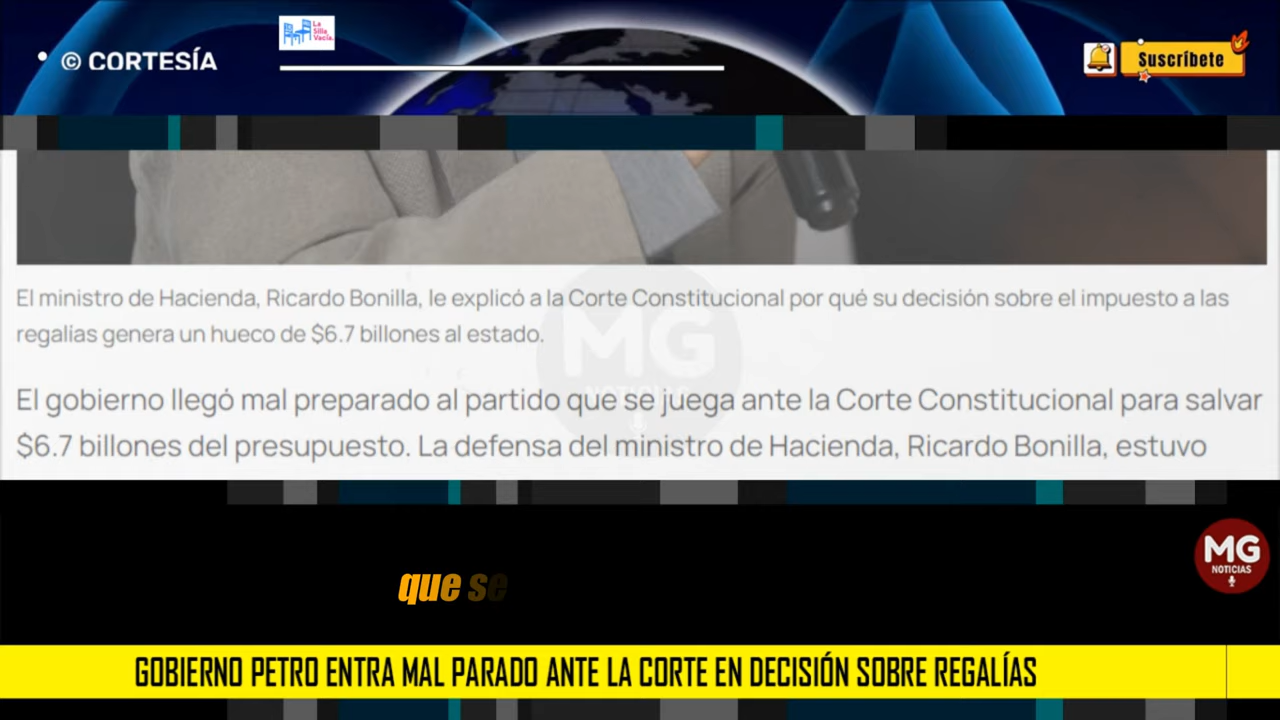 © CORTESÍA
La
Silla
Vacía.
Suscríbete
El ministro de Hacienda, Ricardo Bonilla, le explicó a la Corte Constitucional por qué su decisión sobre el impuesto a las
regalías genera un hueco de $6.7 billones al estado.
MG
NOTICIAS
El gobierno llegó mal preparado al partido que se juega ante la Corte Constitucional para salvar
$6.7 billones del presupuesto. La defensa del ministro de Hacienda, Ricardo Bonilla, estuvo
MG
NOTICIAS
que se
GOBIERNO PETRO ENTRA MAL PARADO ANTE LA CORTE EN DECISIÓN SOBRE REGALÍAS